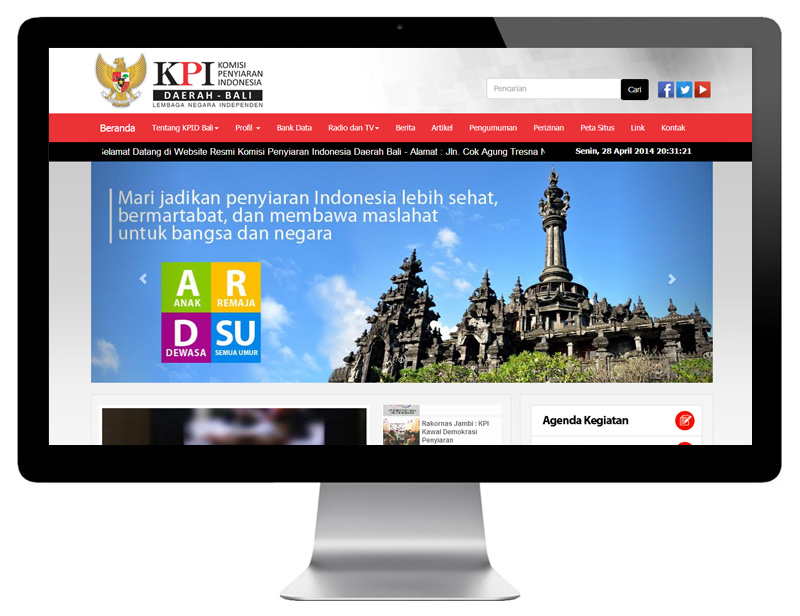 KPI
KOMISI
PENYIARAN
INDONESIA
DAERAH - BALI
LEMBAGA NEGARA INDEPENDEN
Pencarian
Cari
Beranda Tentang KPID Bali Profil Bank Data Radio dan TV Berita Artikel Pengumuman Perizinan Peta Situs Link Kontak
Selamat Datang di Website Resmi Komisi Penyiaran Indonesia Daerah Bali - Alamat : Jln. Cok Agung Tresna
Senin, 28 April 2014 20:31:21
Mari jadikan penyiaran Indonesia lebih sehat,
bermartabat, dan membawa maslahat
untuk bangsa dan negara
A
ANAK
R
REMAJA
D
DEWASA
SU
SEMUA UMUR
Rakornas Jambi : KPI
Kawal Demokrasi
Penyiaran
Agenda Kegiatan